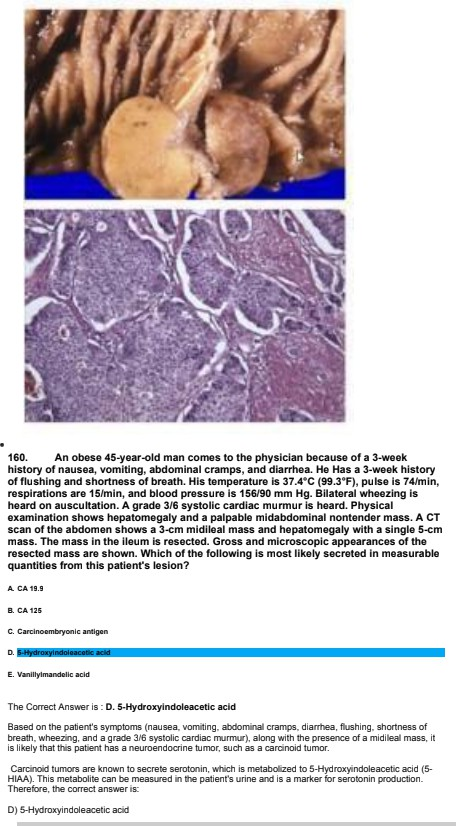 160. An obese 45-year-old man comes to the physician because of a 3-week
history of nausea, vomiting, abdominal cramps, and diarrhea. He Has a 3-week history
of flushing and shortness of breath. His temperature is 37.4°C (99.3°F), pulse is 74/min,
respirations are 15/min, and blood pressure is 156/90 mm Hg. Bilateral wheezing is
heard on auscultation. A grade 3/6 systolic cardiac murmur is heard. Physical
examination shows hepatomegaly and a palpable midabdominal nontender mass. A CT
scan of the abdomen shows a 3-cm midileal mass and hepatomegaly with a single 5-cm
mass. The mass in the ileum is resected. Gross and microscopic appearances of the
resected mass are shown. Which of the following is most likely secreted in measurable
quantities from this patient's lesion?
A. CA 19.9
B. CA 125
C. Carcinoembryonic antigen
D. 5-Hydroxyindoleacetic acid
E. Vanillylmandelic acid
The Correct Answer is : D. 5-Hydroxyindoleacetic acid
Based on the patient's symptoms (nausea, vomiting, abdominal cramps, diarrhea, flushing, shortness of
breath, wheezing, and a grade 3/6 systolic cardiac murmur), along with the presence of a midileal mass, it
is likely that this patient has a neuroendocrine tumor, such as a carcinoid tumor.
Carcinoid tumors are known to secrete serotonin, which is metabolized to 5-Hydroxyindoleacetic acid (5-
HIAA). This metabolite can be measured in the patient's urine and is a marker for serotonin production.
Therefore, the correct answer is:
D) 5-Hydroxyindoleacetic acid